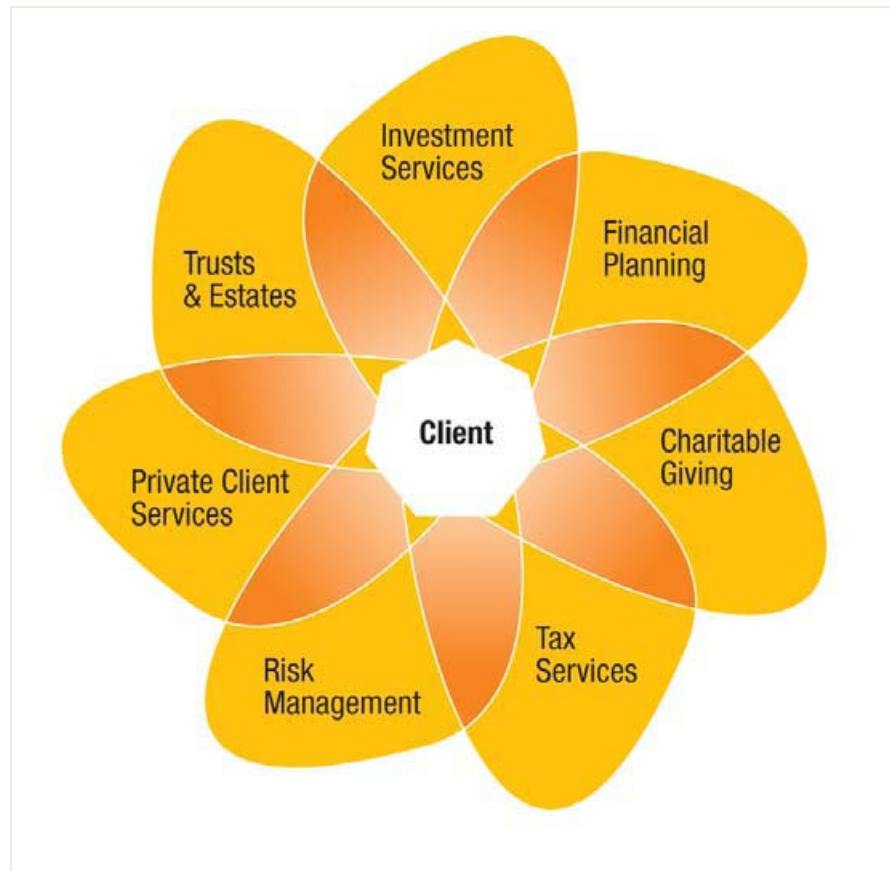 Investment
Services
Financial
Planning
Trusts
& Estates
Client
Charitable
Giving
Private Client
Services
Tax
Services
Risk
Management